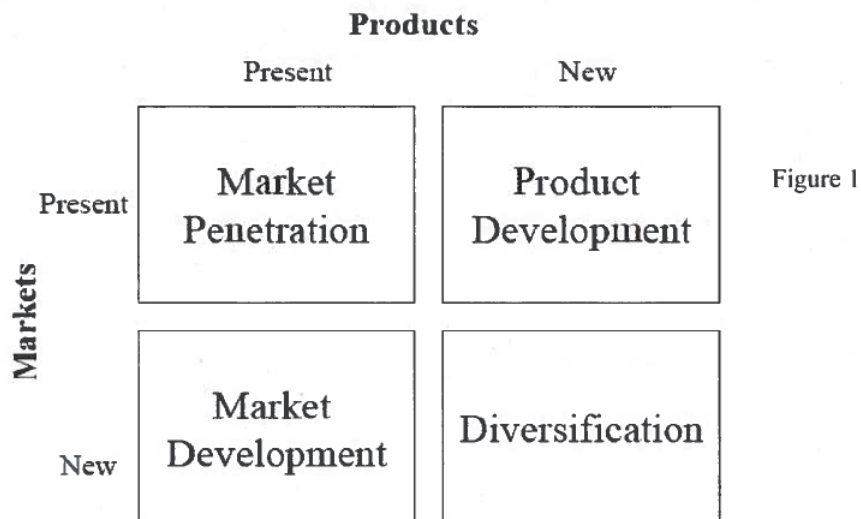 Products
Present
New
Market
Penetration
Product
Development
Figure 1
Present
Markets
Market
Development
Diversification
New